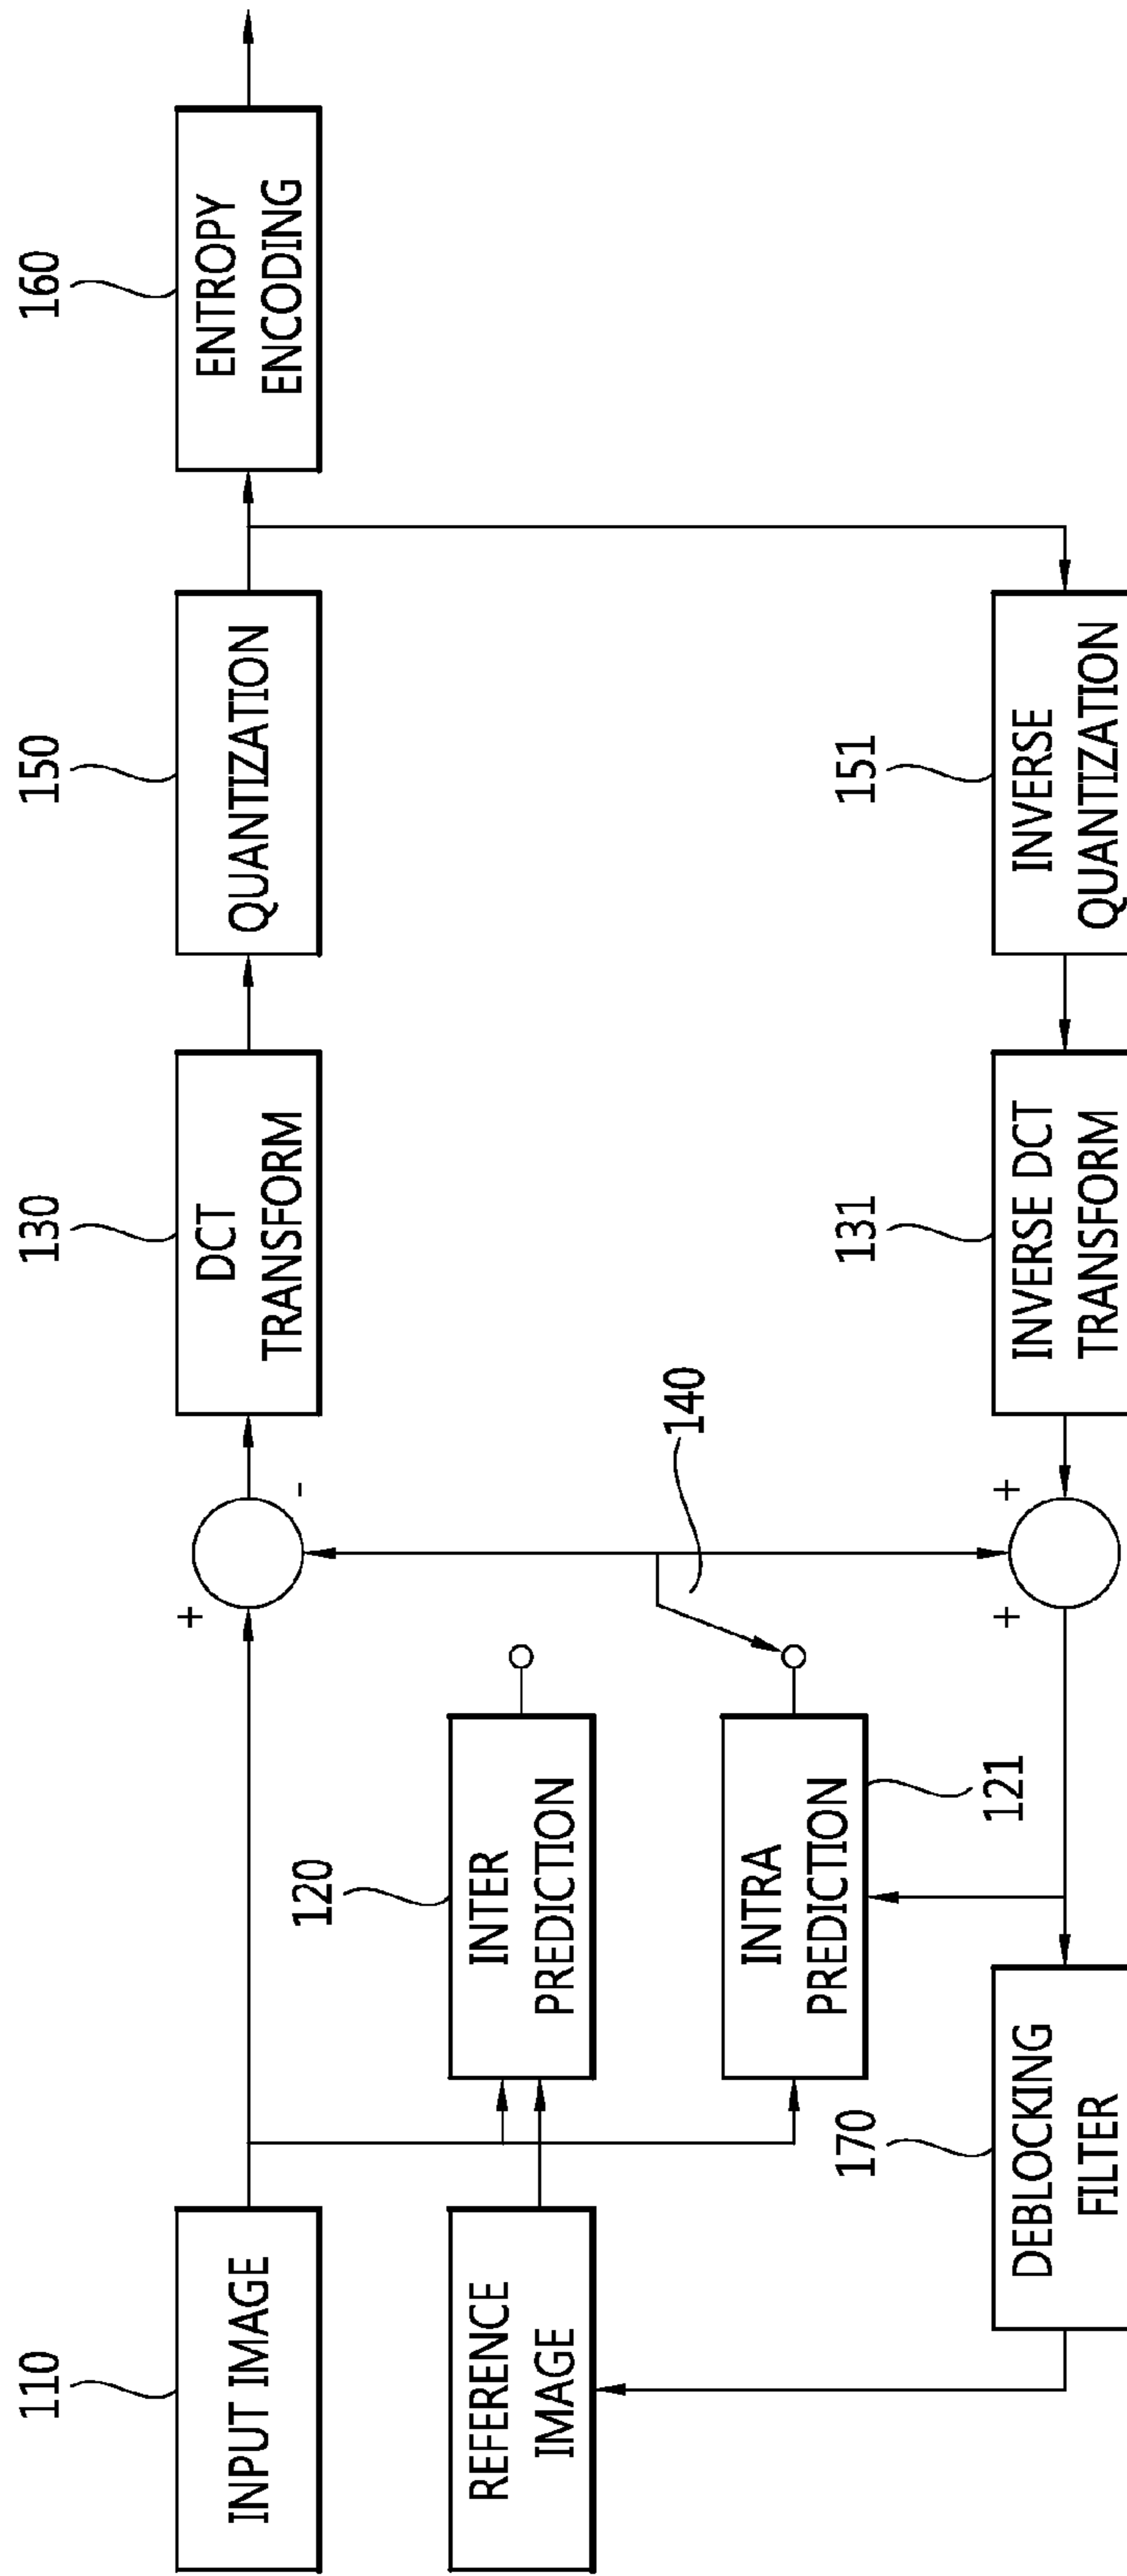 110
INPUT IMAGE
+
-
130
DCT
TRANSFORM
150
QUANTIZATION
160
ENTROPY
ENCODING
REFERENCE
IMAGE
120
INTER
PREDICTION
INTRA
PREDICTION
121
140
170
DEBLOCKING
FILTER
+
+
131
INVERSE DCT
TRANSFORM
151
INVERSE
QUANTIZATION